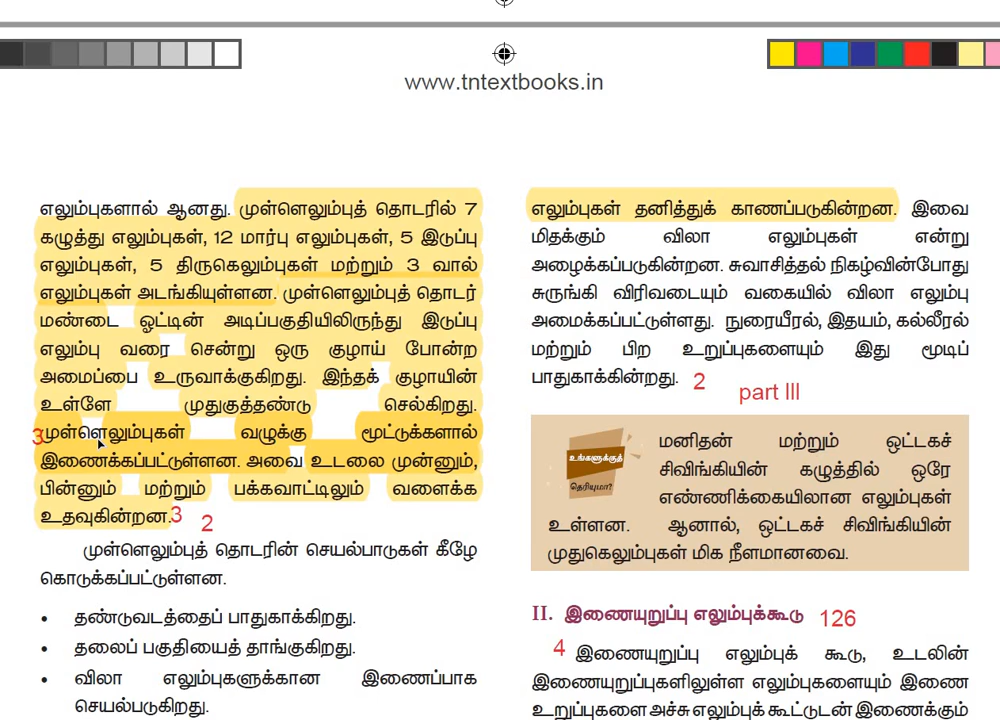 www.tntextbooks.in
எலும்புகளால் ஆனது. முள்ளெலும்புத் தொடரில் 7
கழுத்து எலும்புகள், 12 மார்பு எலும்புகள், 5 இடுப்பு
எலும்புகள், 5 திருகெலும்புகள் மற்றும் 3 வால்
எலும்புகள் அடங்கியுள்ளன. முள்ளெலும்புத் தொடர்
மண்டை ஓட்டின் அடிப்பகுதியிலிருந்து இடுப்பு
எலும்பு வரை சென்று ஒரு குழாய் போன்ற
அமைப்பை உருவாக்குகிறது. இந்தக் குழாயின்
உள்ளே முதுகுத்தண்டு செல்கிறது.
3 முள்ளெலும்புகள் வழுக்கு மூட்டுக்களால்
இணைக்கப்பட்டுள்ளன. அவை உடலை முன்னும்,
பின்னும் மற்றும் பக்கவாட்டிலும் வளைக்க
உதவுகின்றன. 3 2
முள்ளெலும்புத் தொடரின் செயல்பாடுகள் கீழே
கொடுக்கப்பட்டுள்ளன.
• தண்டுவடத்தைப் பாதுகாக்கிறது.
• தலைப் பகுதியைத் தாங்குகிறது.
• விலா எலும்புகளுக்கான இணைப்பாக
செயல்படுகிறது.
எலும்புகள் தனித்துக் காணப்படுகின்றன. இவை
மிதக்கும் விலா எலும்புகள் என்று
அழைக்கப்படுகின்றன. சுவாசித்தல் நிகழ்வின்போது
சுருங்கி விரிவடையும் வகையில் விலா எலும்பு
அமைக்கப்பட்டுள்ளது. நுரையீரல், இதயம், கல்லீரல்
மற்றும் பிற உறுப்புகளையும் இது மூடிப்
பாதுகாக்கின்றது. 2 part III
உங்களுக்குத்
தெரியுமா?
மனிதன் மற்றும் ஒட்டகச்
சிவிங்கியின் கழுத்தில் ஒரே
எண்ணிக்கையிலான எலும்புகள்
உள்ளன. ஆனால், ஒட்டகச் சிவிங்கியின்
முதுகெலும்புகள் மிக நீளமானவை.
II. இணையுறுப்பு எலும்புக்கூடு 126
4 இணையுறுப்பு எலும்புக் கூடு, உடலின்
இணையுறுப்புகளிலுள்ள எலும்புகளையும் இணை
உறுப்புகளை அச்சு எலும்புக் கூட்டுடன் இணைக்கும்